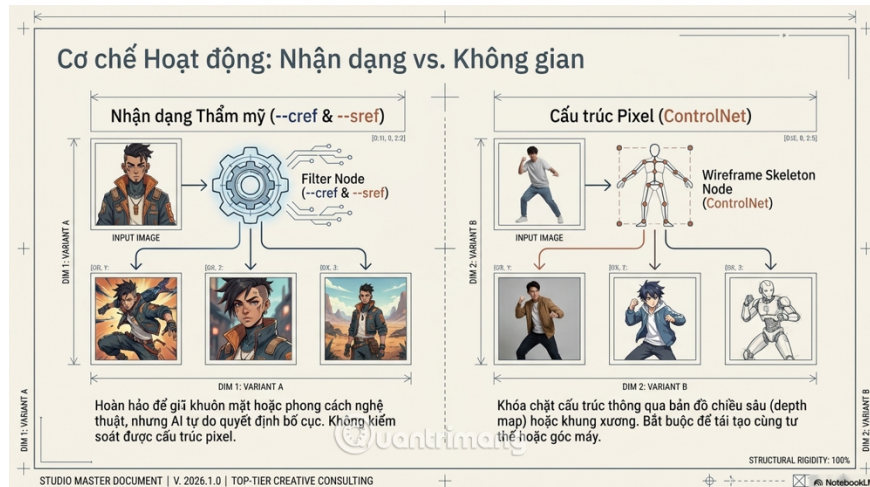 Cơ chế Hoạt động: Nhận dạng vs. Không gian
Nhận dạng Thẩm mỹ (--cref & --sref)
[0:11, 0, 2:2]
DIM 1: VARIANT A
INPUT IMAGE
Filter Node
(--cref & --sref)
DIM 1: VARIANT A
Hoàn hảo để giữ khuôn mặt hoặc phong cách nghệ
thuật, nhưng AI tự do quyết định bố cục. Không kiểm
soát được cấu trúc pixel.
Cấu trúc Pixel (ControlNet)
DIM 2: VARIANT B
INPUT IMAGE
Wireframe Skeleton
Node
(ControlNet)
DIM 2: VARIANT B
Khóa chặt cấu trúc thông qua bản đồ chiều sâu (depth
map) hoặc khung xương. Bắt buộc để tái tạo cùng tư
thế hoặc góc máy.
Quantrimang
DIM 1: VARIANT A
DIM 2: VARIANT B
STRUCTURAL RIGIDITY: 100%
STUDIO MASTER DOCUMENT | V. 2026.1.0 | TOP-TIER CREATIVE CONSULTING
NotebookLM